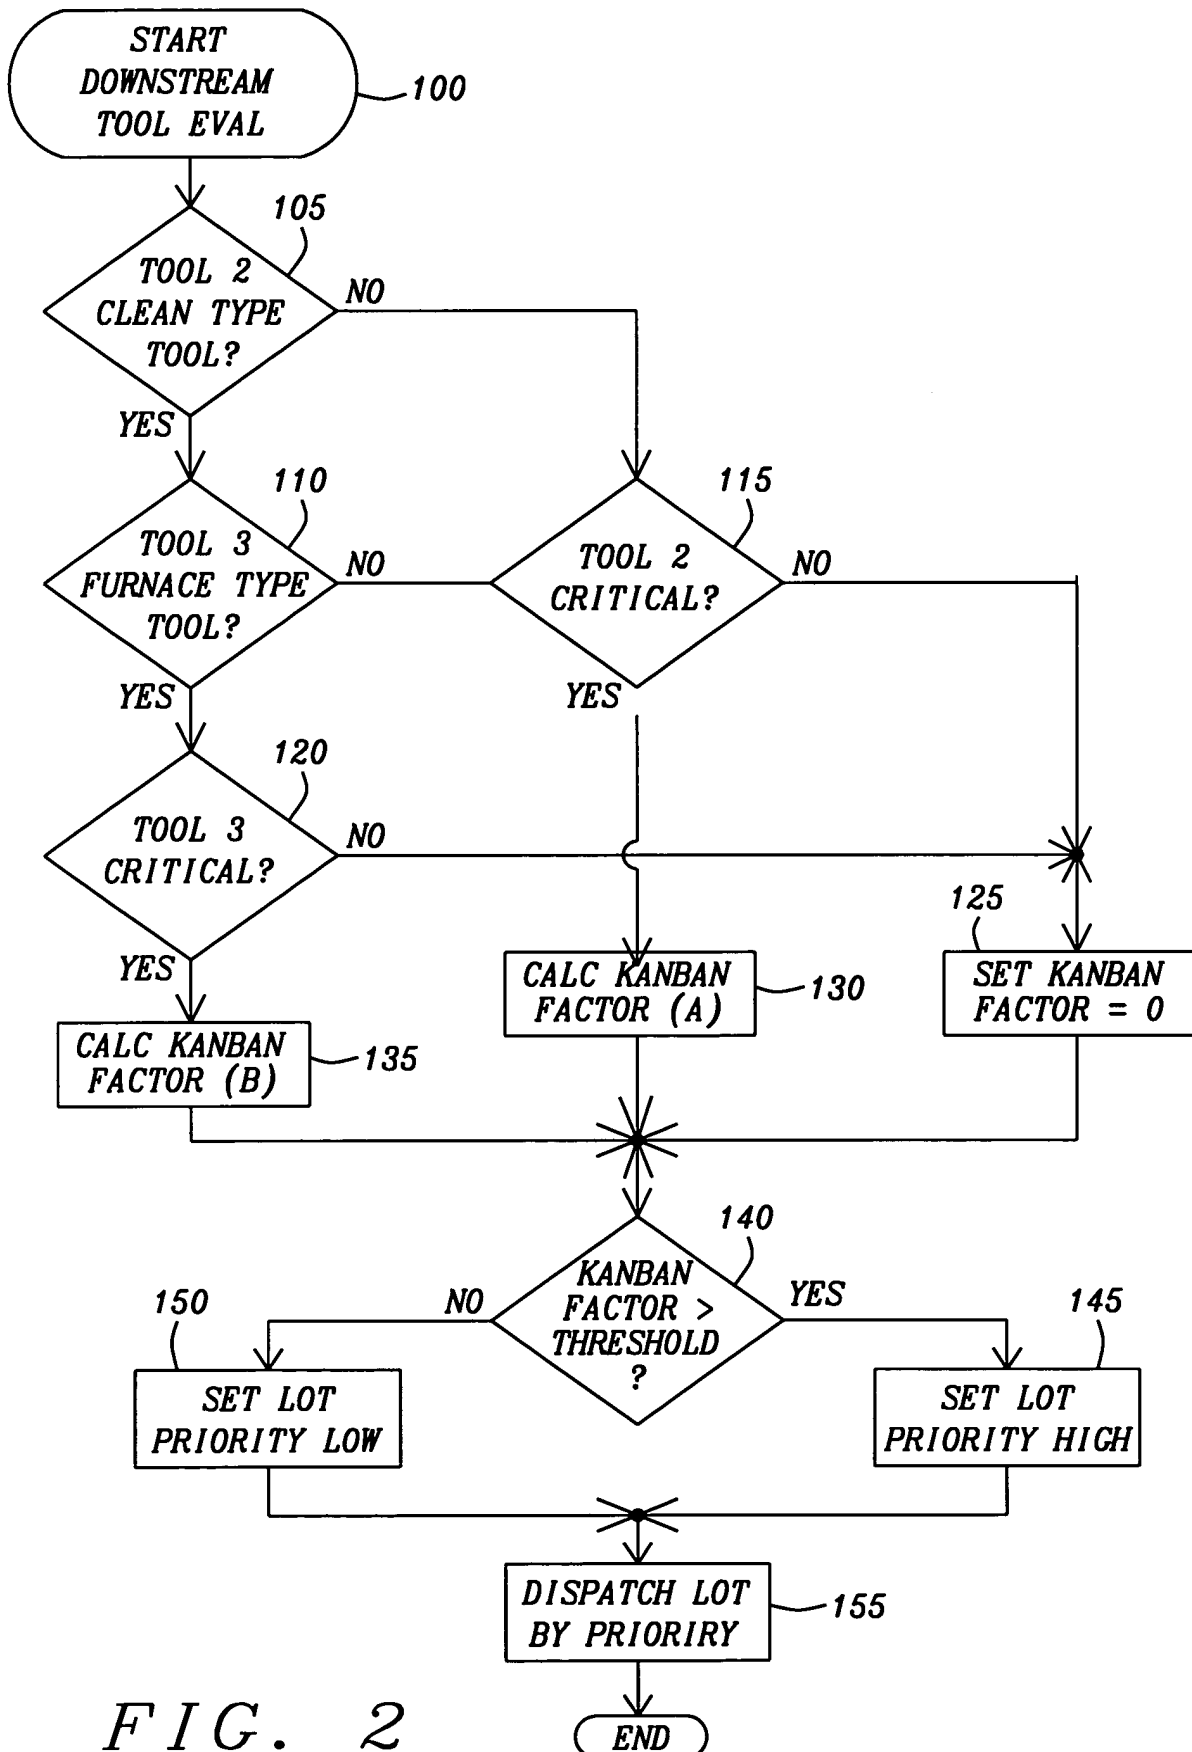 START
DOWNSTREAM
TOOL EVAL
100
105
TOOL 2
CLEAN TYPE
TOOL?
NO
YES
110
TOOL 3
FURNACE TYPE
TOOL?
NO
YES
115
TOOL 2
CRITICAL?
NO
YES
120
TOOL 3
CRITICAL?
NO
YES
125
SET KANBAN
FACTOR = 0
CALC KANBAN
FACTOR (A)
130
CALC KANBAN
FACTOR (B)
135
140
KANBAN
FACTOR >
THRESHOLD
?
NO
YES
150
SET LOT
PRIORITY LOW
145
SET LOT
PRIORITY HIGH
DISPATCH LOT
BY PRIORIRY
155
END
FIG. 2